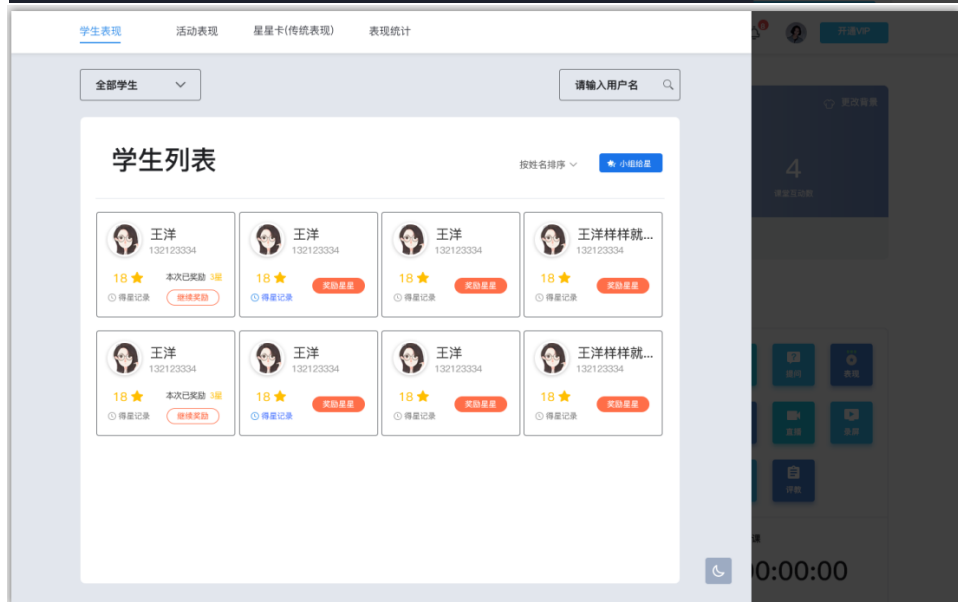 学生表现 活动表现 星星卡(传统表现) 表现统计
开通VIP
全部学生 请输入用户名
更改背景
学生列表
按姓名排序 小组给星
4
课堂互动数
王洋 王洋 王洋 王洋样样就...
132123334 132123334 132123334 132123334
18 本次已奖励 3星 18 奖励星星 18 奖励星星 18 奖励星星
得星记录 继续奖励 得星记录 得星记录 得星记录
王洋 王洋 王洋 王洋样样就...
132123334 132123334 132123334 132123334
18 本次已奖励 3星 18 奖励星星 18 奖励星星 18 奖励星星
得星记录 继续奖励 得星记录 得星记录 得星记录
提问 表现
直播 录屏
评教
课
0:00:00